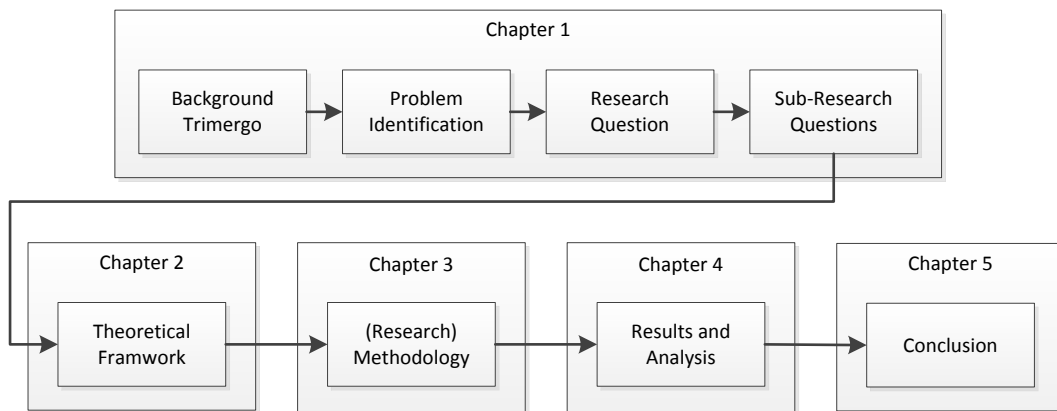 Chapter 1
Background
Trimergo
Problem
Identification
Research
Question
Sub-Research
Questions
Chapter 2
Theoretical
Framwork
Chapter 3
(Research)
Methodology
Chapter 4
Results and
Analysis
Chapter 5
Conclusion